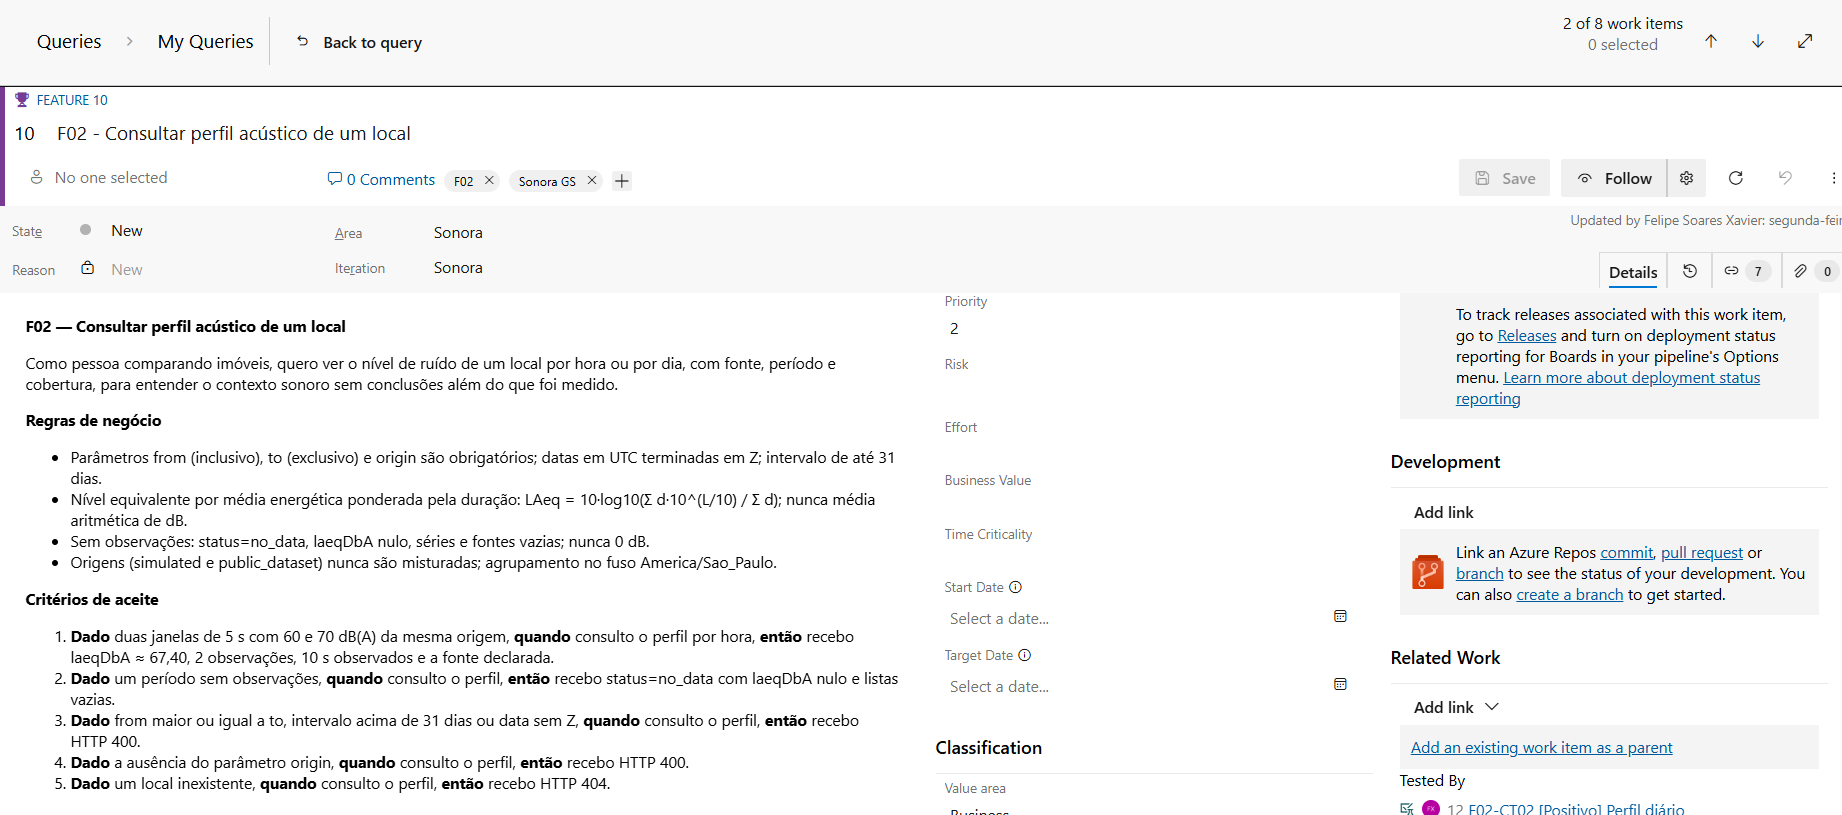 Queries > My Queries Back to query
2 of 8 work items
0 selected
FEATURE 10
10 F02 - Consultar perfil acústico de um local
No one selected
0 Comments
F02
Sonora GS
Save
Follow
State
New
Area
Sonora
Updated by Felipe Soares Xavier: segunda-feir
Reason
New
Iteration
Sonora
Details
7
0
F02 — Consultar perfil acústico de um local
Como pessoa comparando imóveis, quero ver o nível de ruído de um local por hora ou por dia, com fonte, período e
cobertura, para entender o contexto sonoro sem conclusões além do que foi medido.
Regras de negócio
• Parâmetros from (inclusivo), to (exclusivo) e origin são obrigatórios; datas em UTC terminadas em Z; intervalo de até 31
dias.
• Nível equivalente por média energética ponderada pela duração: LAeq = 10·log10(Σ d·10^(L/10) / Σ d); nunca média
aritmética de dB.
• Sem observações: status=no_data, laeqDbA nulo, séries e fontes vazias; nunca 0 dB.
• Origens (simulated e public_dataset) nunca são misturadas; agrupamento no fuso America/Sao_Paulo.
Critérios de aceite
1. Dado duas janelas de 5 s com 60 e 70 dB(A) da mesma origem, quando consulto o perfil por hora, então recebo
laeqDbA ≈ 67,40, 2 observações, 10 s observados e a fonte declarada.
2. Dado um período sem observações, quando consulto o perfil, então recebo status=no_data com laeqDbA nulo e listas
vazias.
3. Dado from maior ou igual a to, intervalo acima de 31 dias ou data sem Z, quando consulto o perfil, então recebo
HTTP 400.
4. Dado a ausência do parâmetro origin, quando consulto o perfil, então recebo HTTP 400.
5. Dado um local inexistente, quando consulto o perfil, então recebo HTTP 404.
Priority
2
Risk
Effort
Business Value
Time Criticality
Start Date
Select a date...
Target Date
Select a date...
Classification
Value area
Business
To track releases associated with this work item,
go to Releases and turn on deployment status
reporting for Boards in your pipeline's Options
menu. Learn more about deployment status
reporting
Development
Add link
Link an Azure Repos commit, pull request or
branch to see the status of your development. You
can also create a branch to get started.
Related Work
Add link
Add an existing work item as a parent
Tested By
FX 12 F02-CT02 [Positivo] Perfil diário